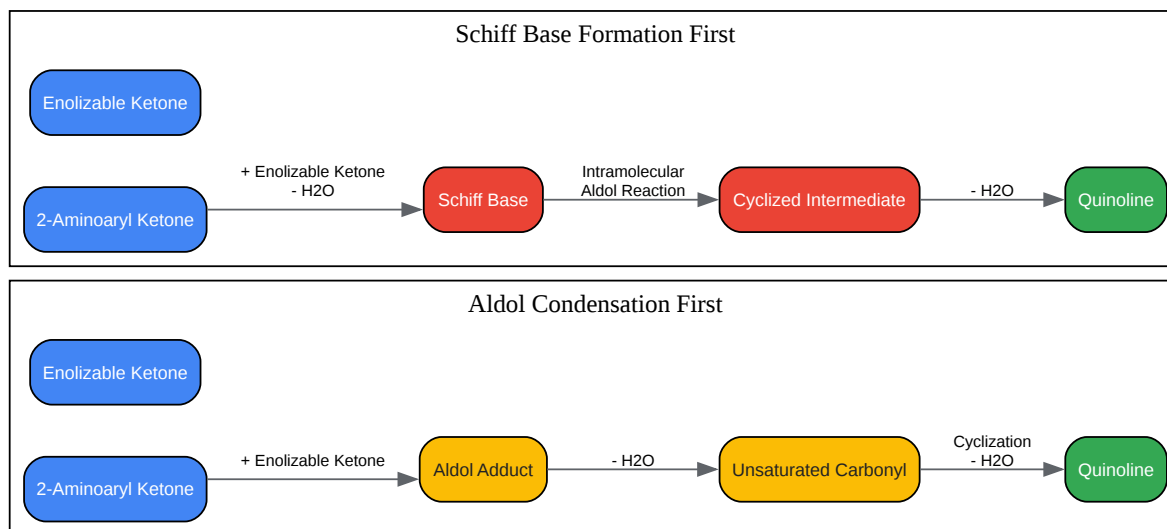 Schiff Base Formation First
Enolizable Ketone
2-Aminoaryl Ketone
+ Enolizable Ketone
- H2O
Schiff Base
Intramolecular
Aldol Reaction
Cyclized Intermediate
- H2O
Quinoline
Aldol Condensation First
Enolizable Ketone
2-Aminoaryl Ketone
+ Enolizable Ketone
Aldol Adduct
- H2O
Unsaturated Carbonyl
Cyclization
- H2O
Quinoline